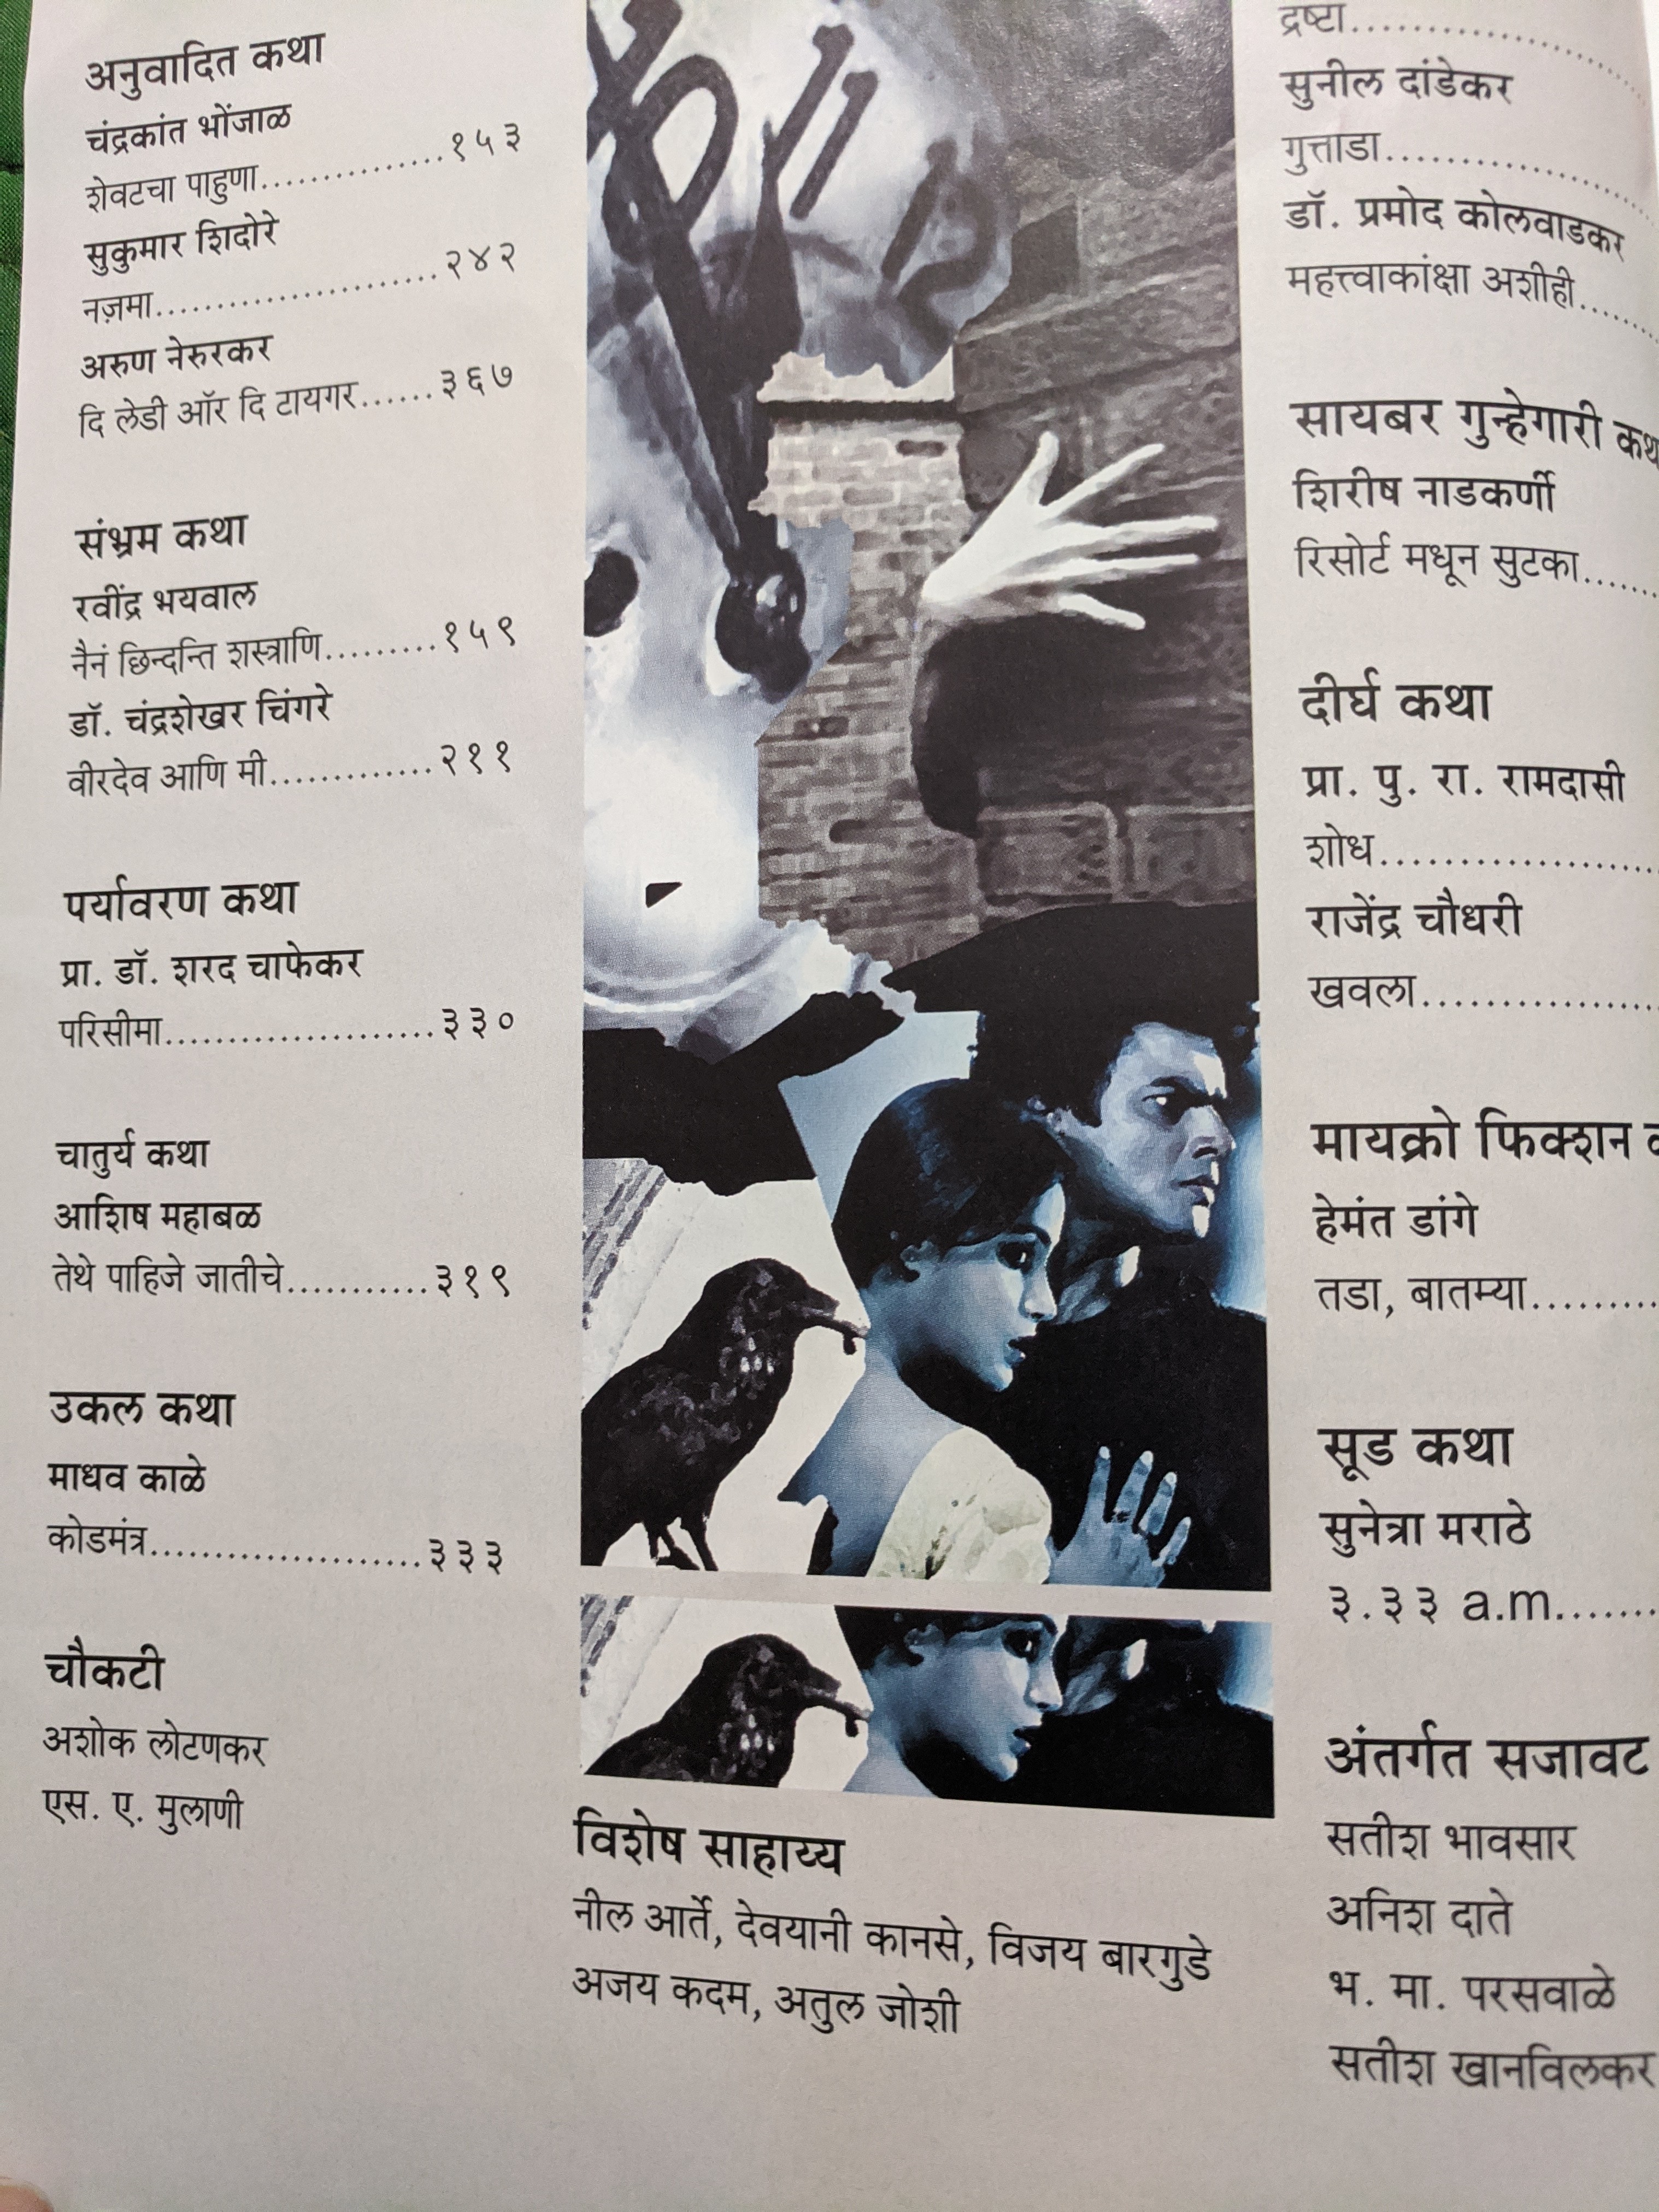 अनुवादित कथा
चंद्रकांत भोंजाळ
शेवटचा पाहुणा................१५३
सुकुमार शिदोरे
नज़मा........................२४२
अरुण नेरुरकर
दि लेडी ऑर दि टायगर......३६७
संभ्रम कथा
रवींद्र भयवाल
नैनं छिन्दन्ति शस्त्राणि.........१५९
डॉ. चंद्रशेखर चिंगरे
वीरदेव आणि मी.............२११
पर्यावरण कथा
प्रा. डॉ. शरद चाफेकर
परिसीमा.....................३३०
चातुर्य कथा
आशिष महाबळ
तेथे पाहिजे जातीचे...........३१९
उकल कथा
माधव काळे
कोडमंत्र.....................३३३
चौकटी
अशोक लोटणकर
एस. ए. मुलाणी
11
12
विशेष साहाय्य
नील आर्ते, देवयानी कानसे, विजय बारगुडे
अजय कदम, अतुल जोशी
द्रष्टा......................
सुनील दांडेकर
गुत्ताडा......................
डॉ. प्रमोद कोलवाडकर
महत्त्वाकांक्षा अशीही.......
सायबर गुन्हेगारी
शिरीष नाडकर्णी
रिसोर्ट मधून सुटका......
दीर्घ कथा
प्रा. पु. रा. रामदासी
शोध....................
राजेंद्र चौधरी
खवला.................
मायक्रो फिक्शन
हेमंत डांगे
तडा, बातम्या.........
सूड कथा
सुनेत्रा मराठे
३.३३ a.m.......
अंतर्गत सजावट
सतीश भावसार
अनिश दाते
भ. मा. परसवाळे
सतीश खानविलकर